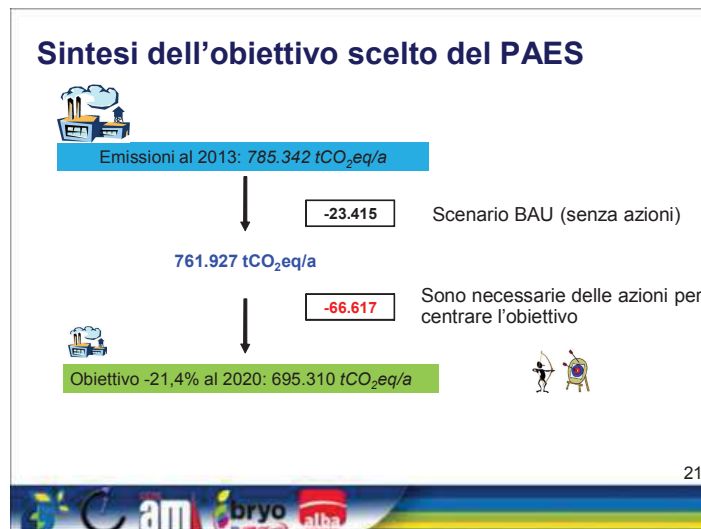 Sintesi dell'obiettivo scelto del PAES
Emissioni al 2013: 785.342 tCO₂eq/a
-23.415
Scenario BAU (senza azioni)
761.927 tCO₂eq/a
-66.617
Sono necessarie delle azioni per
centrare l'obiettivo
Obiettivo -21,4% al 2020: 695.310 tCO₂eq/a
21
am
bryo
alba